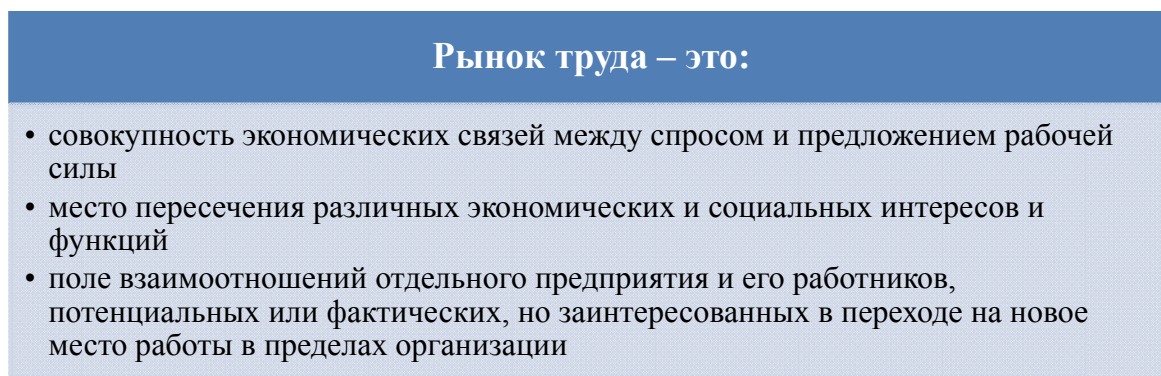 Рынок труда – это:
• совокупность экономических связей между спросом и предложением рабочей
силы
• место пересечения различных экономических и социальных интересов и
функций
• поле взаимоотношений отдельного предприятия и его работников,
потенциальных или фактических, но заинтересованных в переходе на новое
место работы в пределах организации